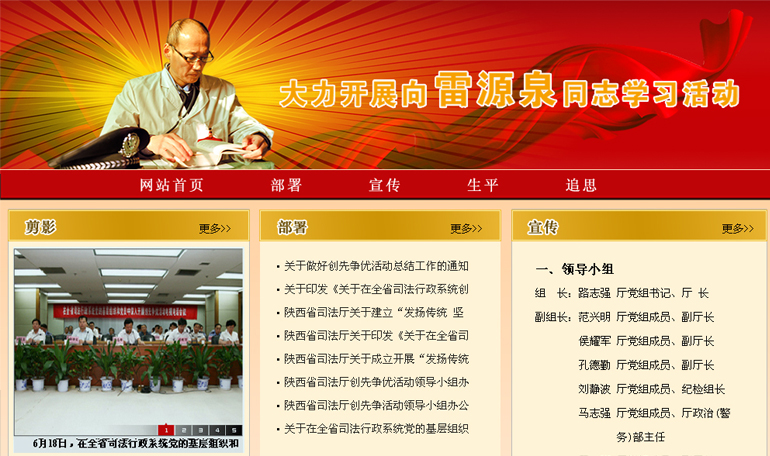 大力开展向雷源泉同志学习活动
网站首页 部署 宣传 生平 追思
剪影 更多>>
6月18日，在全省司法行政系统党的基层组织和
1 2 3 4 5
部署 更多>>
关于做好创先争优活动总结工作的通知
关于印发《关于在全省司法行政系统创
陕西省司法厅关于建立“发扬传统 坚
陕西省司法厅关于印发《关于在全省司
陕西省司法厅关于成立开展“发扬传统
陕西省司法厅创先争优活动领导小组办
陕西省司法厅创先争活动领导小组办公
关于在全省司法行政系统党的基层组织
宣传 更多>>
一、领导小组
组 长：路志强 厅党组书记、厅 长
副组长：范兴明 厅党组成员、副厅长
侯耀军 厅党组成员、副厅长
孔德勤 厅党组成员、副厅长
刘静波 厅党组成员、纪检组长
马志强 厅党组成员、厅政治(警
务)部主任